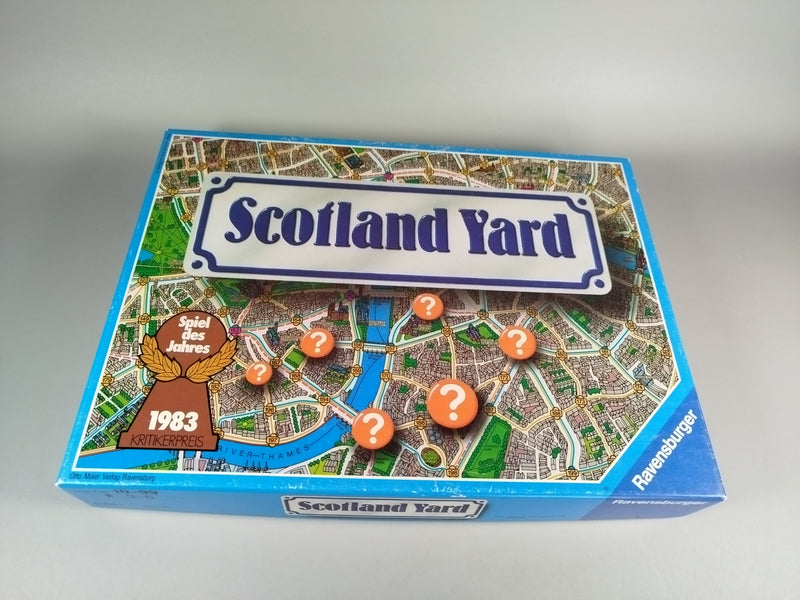 Scotland Yard
Spiel
des
Jahres
1983
KRITIKERPREIS
RIVER-THAMES
?
?
?
?
?
?
Otto Maier Verlag Ravensburg
Ravensburger
Scotland Yard
Ravensburger